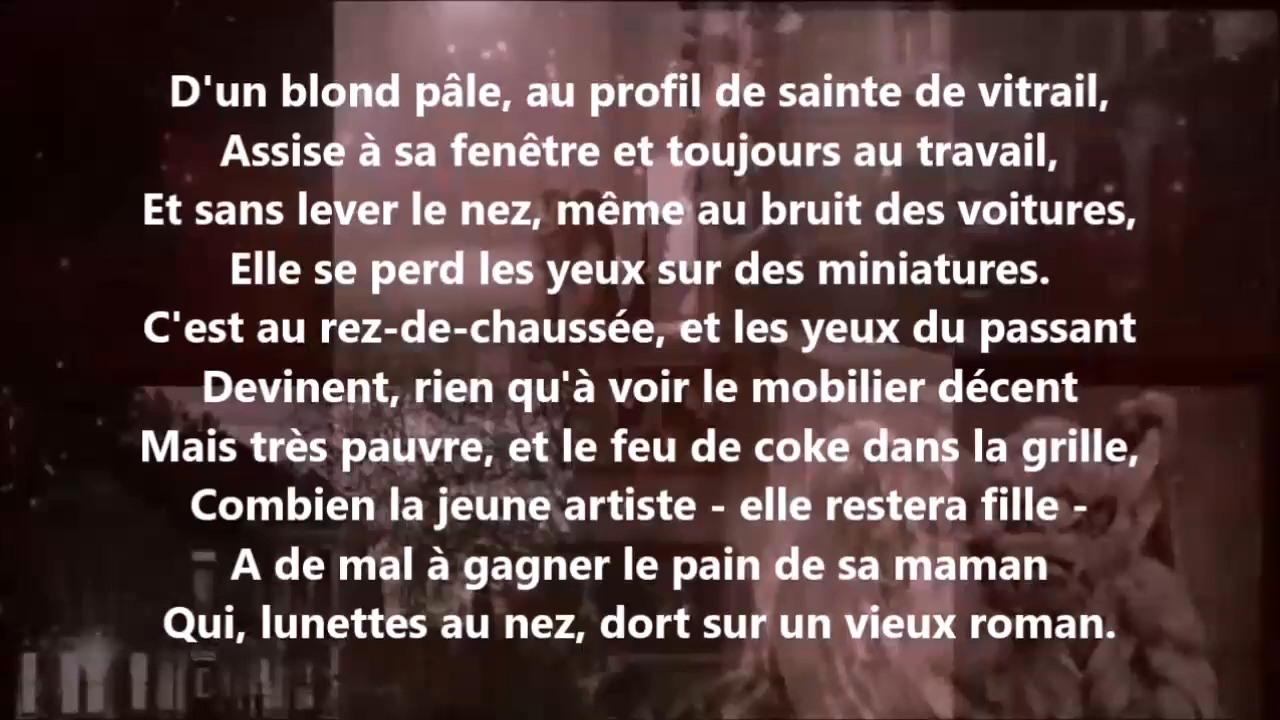 D'un blond pâle, au profil de sainte de vitrail,
Assise à sa fenêtre et toujours au travail,
Et sans lever le nez, même au bruit des voitures,
Elle se perd les yeux sur des miniatures.
C'est au rez-de-chaussée, et les yeux du passant
Devinent, rien qu'à voir le mobilier décent
Mais très pauvre, et le feu de coke dans la grille,
Combien la jeune artiste - elle restera fille -
A de mal à gagner le pain de sa maman
Qui, lunettes au nez, dort sur un vieux roman.